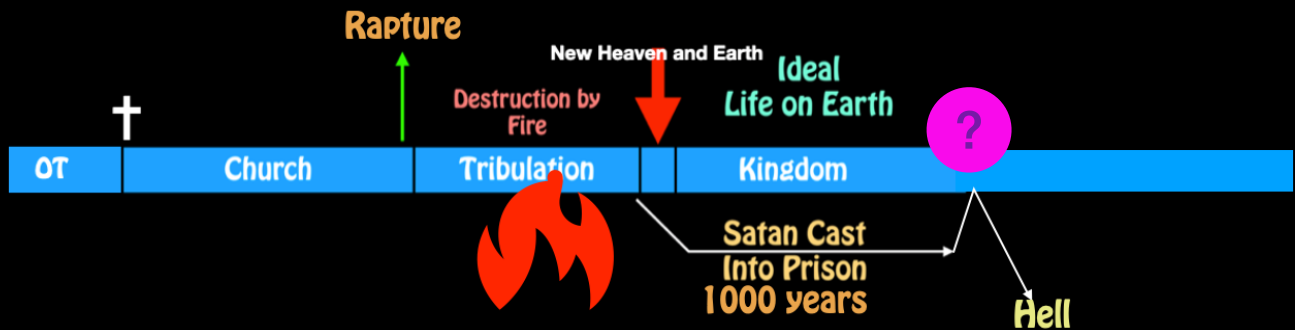 Rapture
New Heaven and Earth
Ideal
Life on Earth
Destruction by
Fire
?
OT
Church
Tribulation
Kingdom
Satan Cast
Into Prison
1000 years
Hell